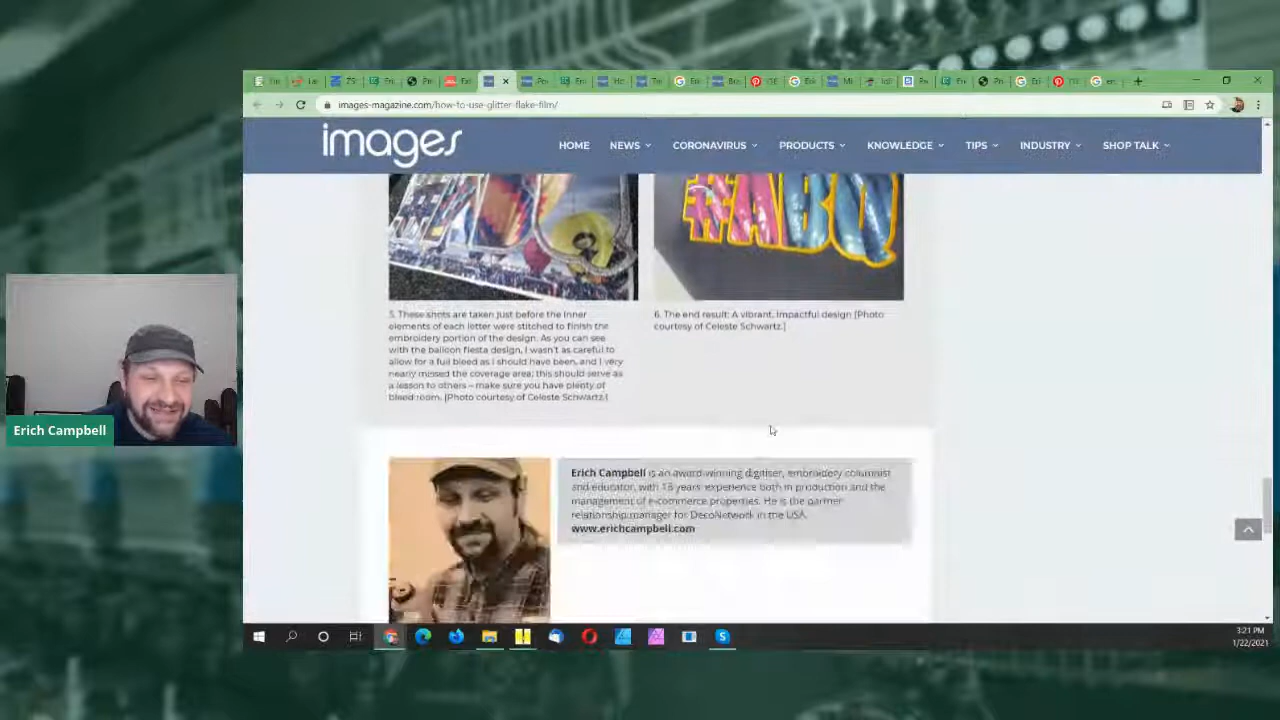 images-magazine.com/how-to-use-glitter-flake-film/
images
HOME NEWS CORONAVIRUS PRODUCTS KNOWLEDGE TIPS INDUSTRY SHOP TALK
#ABQ
5. These shots are taken just before the inner
elements of each letter were stitched to finish the
embroidery portion of the design. As you can see
with the balloon fiesta design, I wasn't as careful to
allow for a full bleed as I should have been, and I very
nearly missed the coverage area; this should serve as
a lesson to others – make sure you have plenty of
bleed room. [Photo courtesy of Celeste Schwartz.]
6. The end result: A vibrant, impactful design [Photo
courtesy of Celeste Schwartz.]
Erich Campbell
Erich Campbell is an award-winning digitiser, embroidery columnist
and educator, with 18 years' experience both in production and the
management of e-commerce properties. He is the partner
relationship manager for DecoNetwork in the USA.
www.erichcampbell.com
3:21 PM
1/22/2021